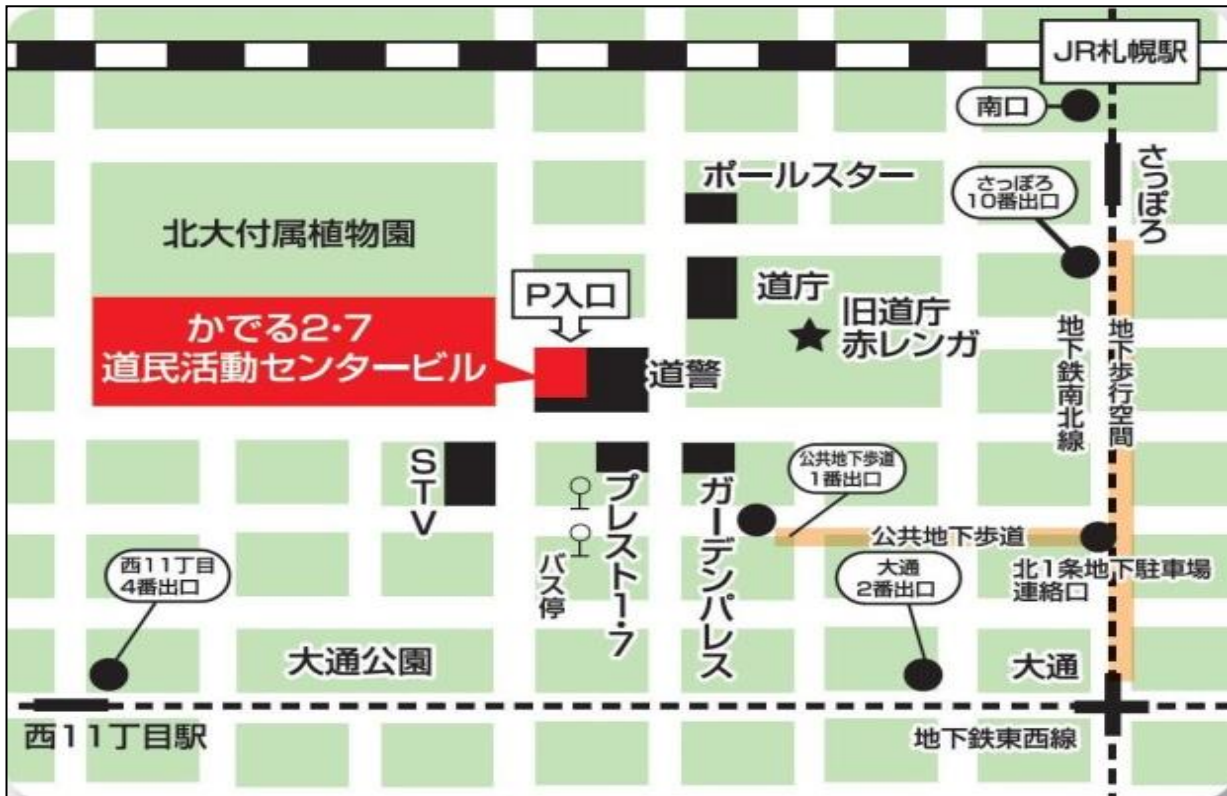 JR札幌駅
南口
さっぽろ
ポールスター
さっぽろ
10番出口
北大付属植物園
P入口
道庁
旧道庁
赤レンガ
かでる2・7
道民活動センタービル
道警
地下鉄南北線
地下歩行空間
STV
プレスト1・7
ガーデンパレス
公共地下歩道
1番出口
公共地下歩道
バス停
西11丁目
4番出口
大通
2番出口
北1条地下駐車場
連絡口
大通公園
大通
西11丁目駅
地下鉄東西線